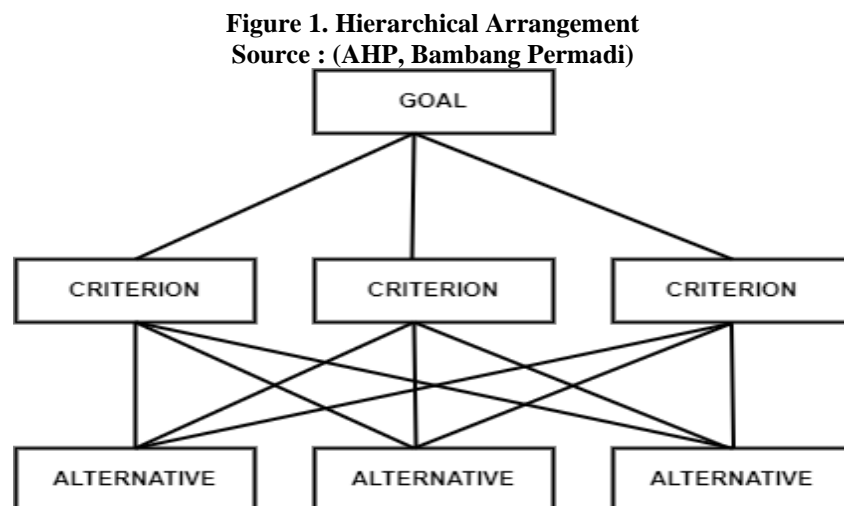 Figure 1. Hierarchical Arrangement
Source : (AHP, Bambang Permadi)
GOAL
CRITERION CRITERION CRITERION
ALTERNATIVE ALTERNATIVE ALTERNATIVE